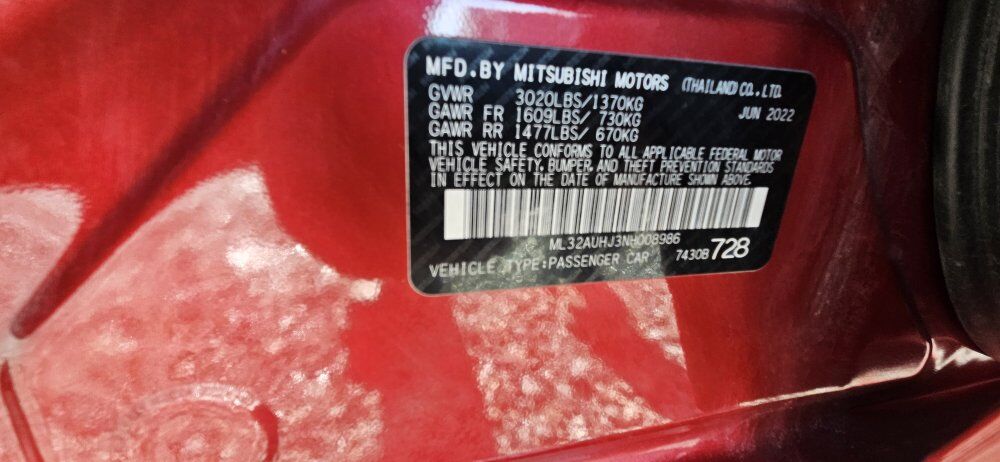 MFD.BY MITSUBISHI MOTORS (THAILAND) CO., LTD.
GVWR 3020LBS/1370KG JUN 2022
GAWR FR 1609LBS/ 730KG
GAWR RR 1477LBS/ 670KG
THIS VEHICLE CONFORMS TO ALL APPLICABLE FEDERAL MOTOR
VEHICLE SAFETY, BUMPER, AND THEFT PREVENTION STANDARDS
IN EFFECT ON THE DATE OF MANUFACTURE SHOWN ABOVE.
ML32AUHJ3NH008986
VEHICLE TYPE:PASSENGER CAR 7430B 728